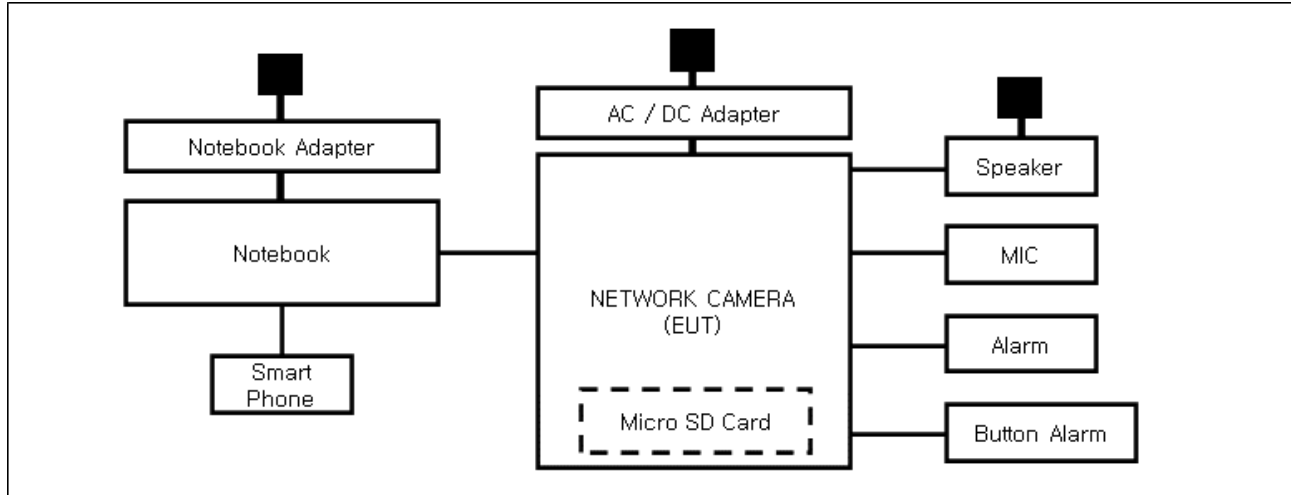 AC / DC Adapter
Notebook Adapter
Speaker
Notebook
MIC
NETWORK CAMERA
(EUT)
Alarm
Smart
Phone
Micro SD Card
Button Alarm